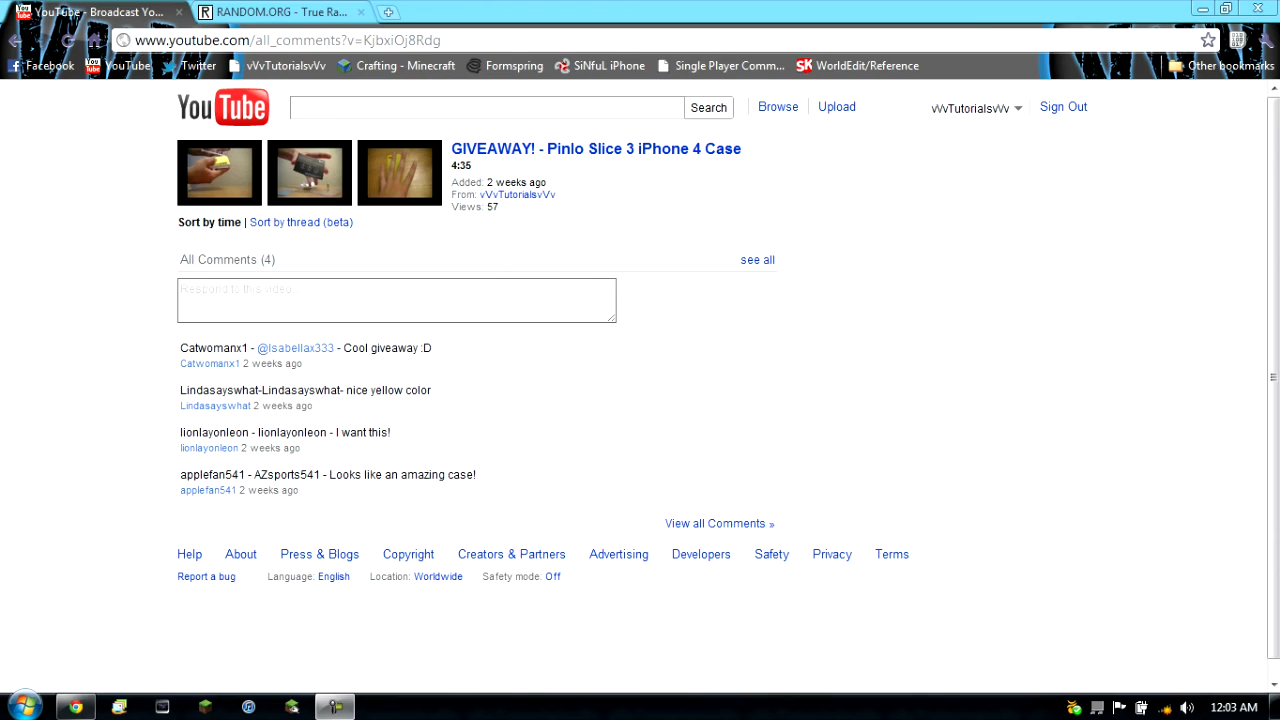 YouTube - Broadcast Yo...
RANDOM.ORG - True Ra...
www.youtube.com/all_comments?v=KjbxiOj8Rdg
Facebook YouTube Twitter vVvTutorialsvVv Crafting - Minecraft Formspring SiNfuL iPhone Single Player Comm... WorldEdit/Reference Other bookmarks
YouTube Search Browse Upload vVvTutorialsvVv Sign Out
GIVEAWAY! - Pinlo Slice 3 iPhone 4 Case
4:35
Added: 2 weeks ago
From: vVvTutorialsvVv
Views: 57
Sort by time | Sort by thread (beta)
All Comments (4) see all
Respond to this video.
Catwomanx1 - @Isabellax333 - Cool giveaway :D
Catwomanx1 2 weeks ago
Lindasayswhat-Lindasayswhat- nice yellow color
Lindasayswhat 2 weeks ago
lionlayonleon - lionlayonleon - I want this!
lionlayonleon 2 weeks ago
applefan541 - AZsports541 - Looks like an amazing case!
applefan541 2 weeks ago
View all Comments »
Help About Press & Blogs Copyright Creators & Partners Advertising Developers Safety Privacy Terms
Report a bug Language: English Location: Worldwide Safety mode: Off
12:03 AM